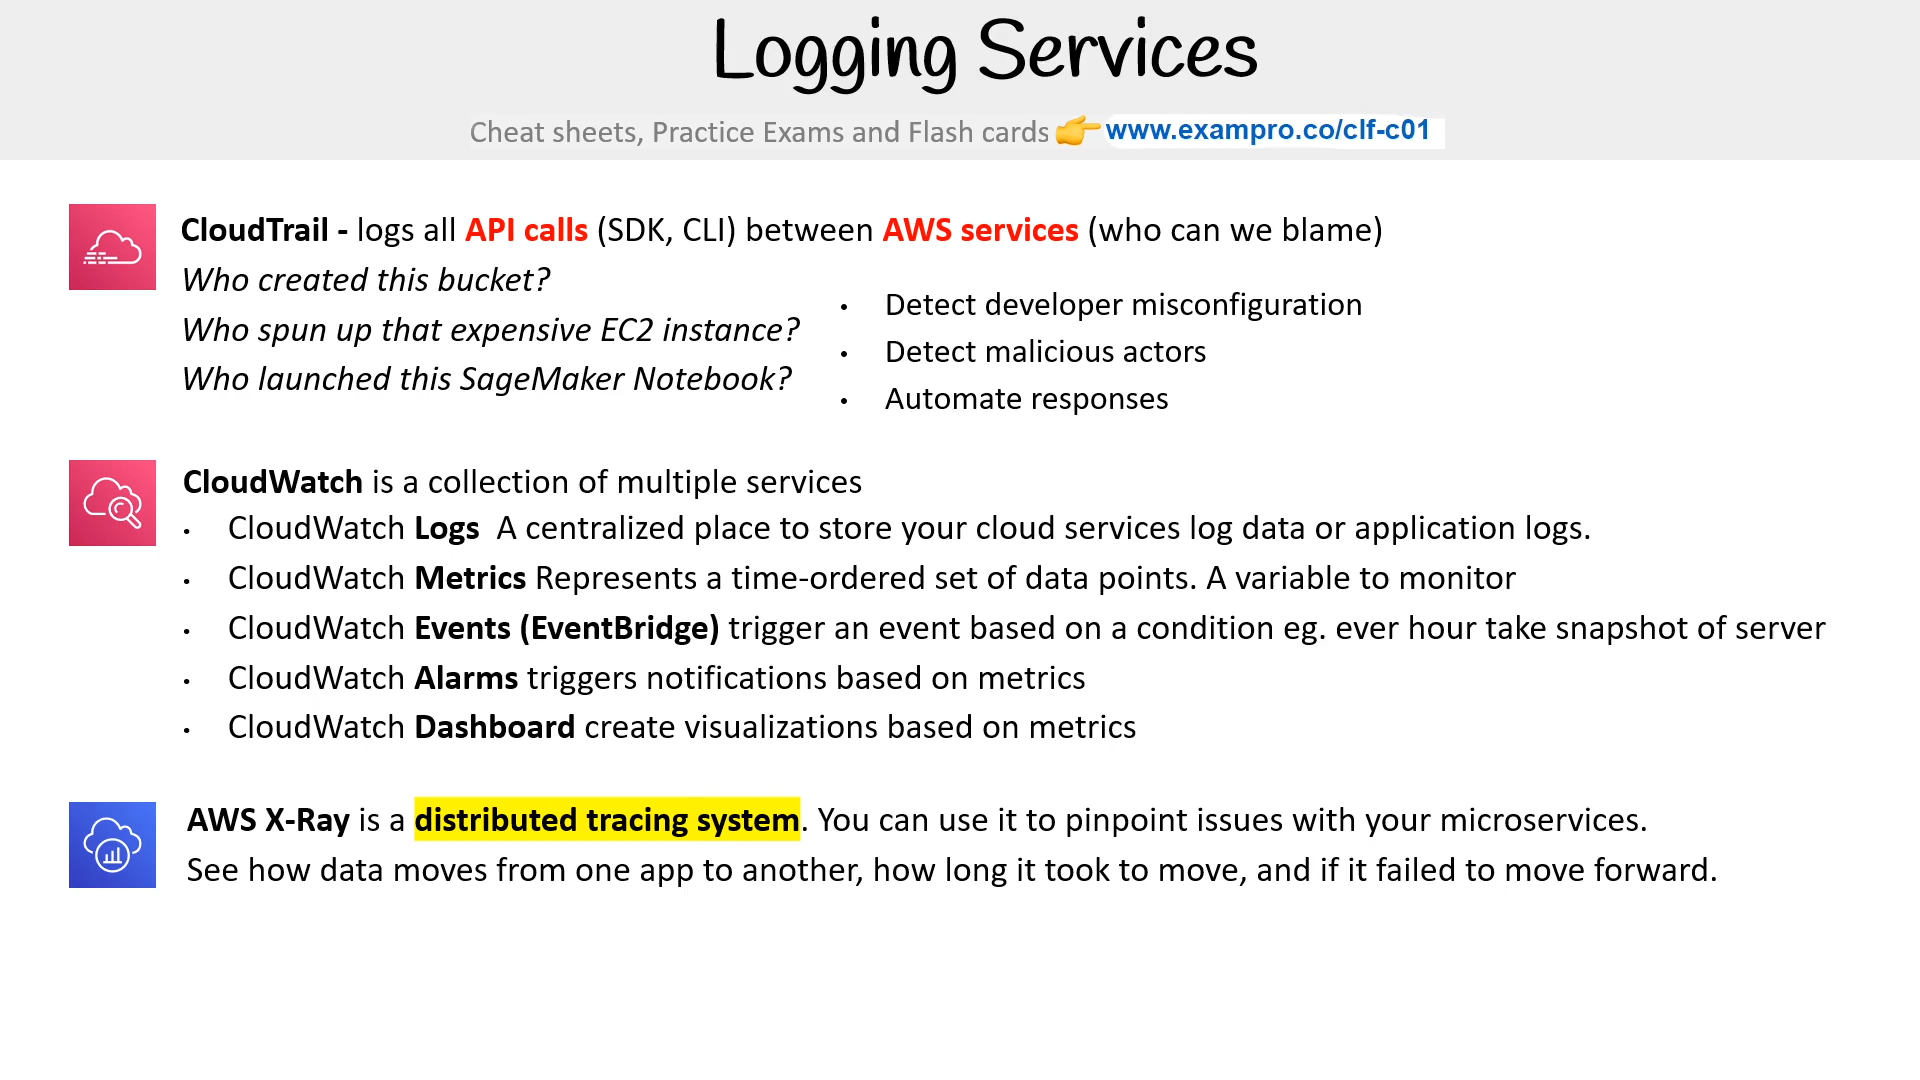 Logging Services
Cheat sheets, Practice Exams and Flash cards 👉 www.exampro.co/clf-c01
CloudTrail - logs all API calls (SDK, CLI) between AWS services (who can we blame)
Who created this bucket?
Who spun up that expensive EC2 instance?
Who launched this SageMaker Notebook?
• Detect developer misconfiguration
• Detect malicious actors
• Automate responses
CloudWatch is a collection of multiple services
• CloudWatch Logs A centralized place to store your cloud services log data or application logs.
• CloudWatch Metrics Represents a time-ordered set of data points. A variable to monitor
• CloudWatch Events (EventBridge) trigger an event based on a condition eg. ever hour take snapshot of server
• CloudWatch Alarms triggers notifications based on metrics
• CloudWatch Dashboard create visualizations based on metrics
AWS X-Ray is a distributed tracing system. You can use it to pinpoint issues with your microservices.
See how data moves from one app to another, how long it took to move, and if it failed to move forward.